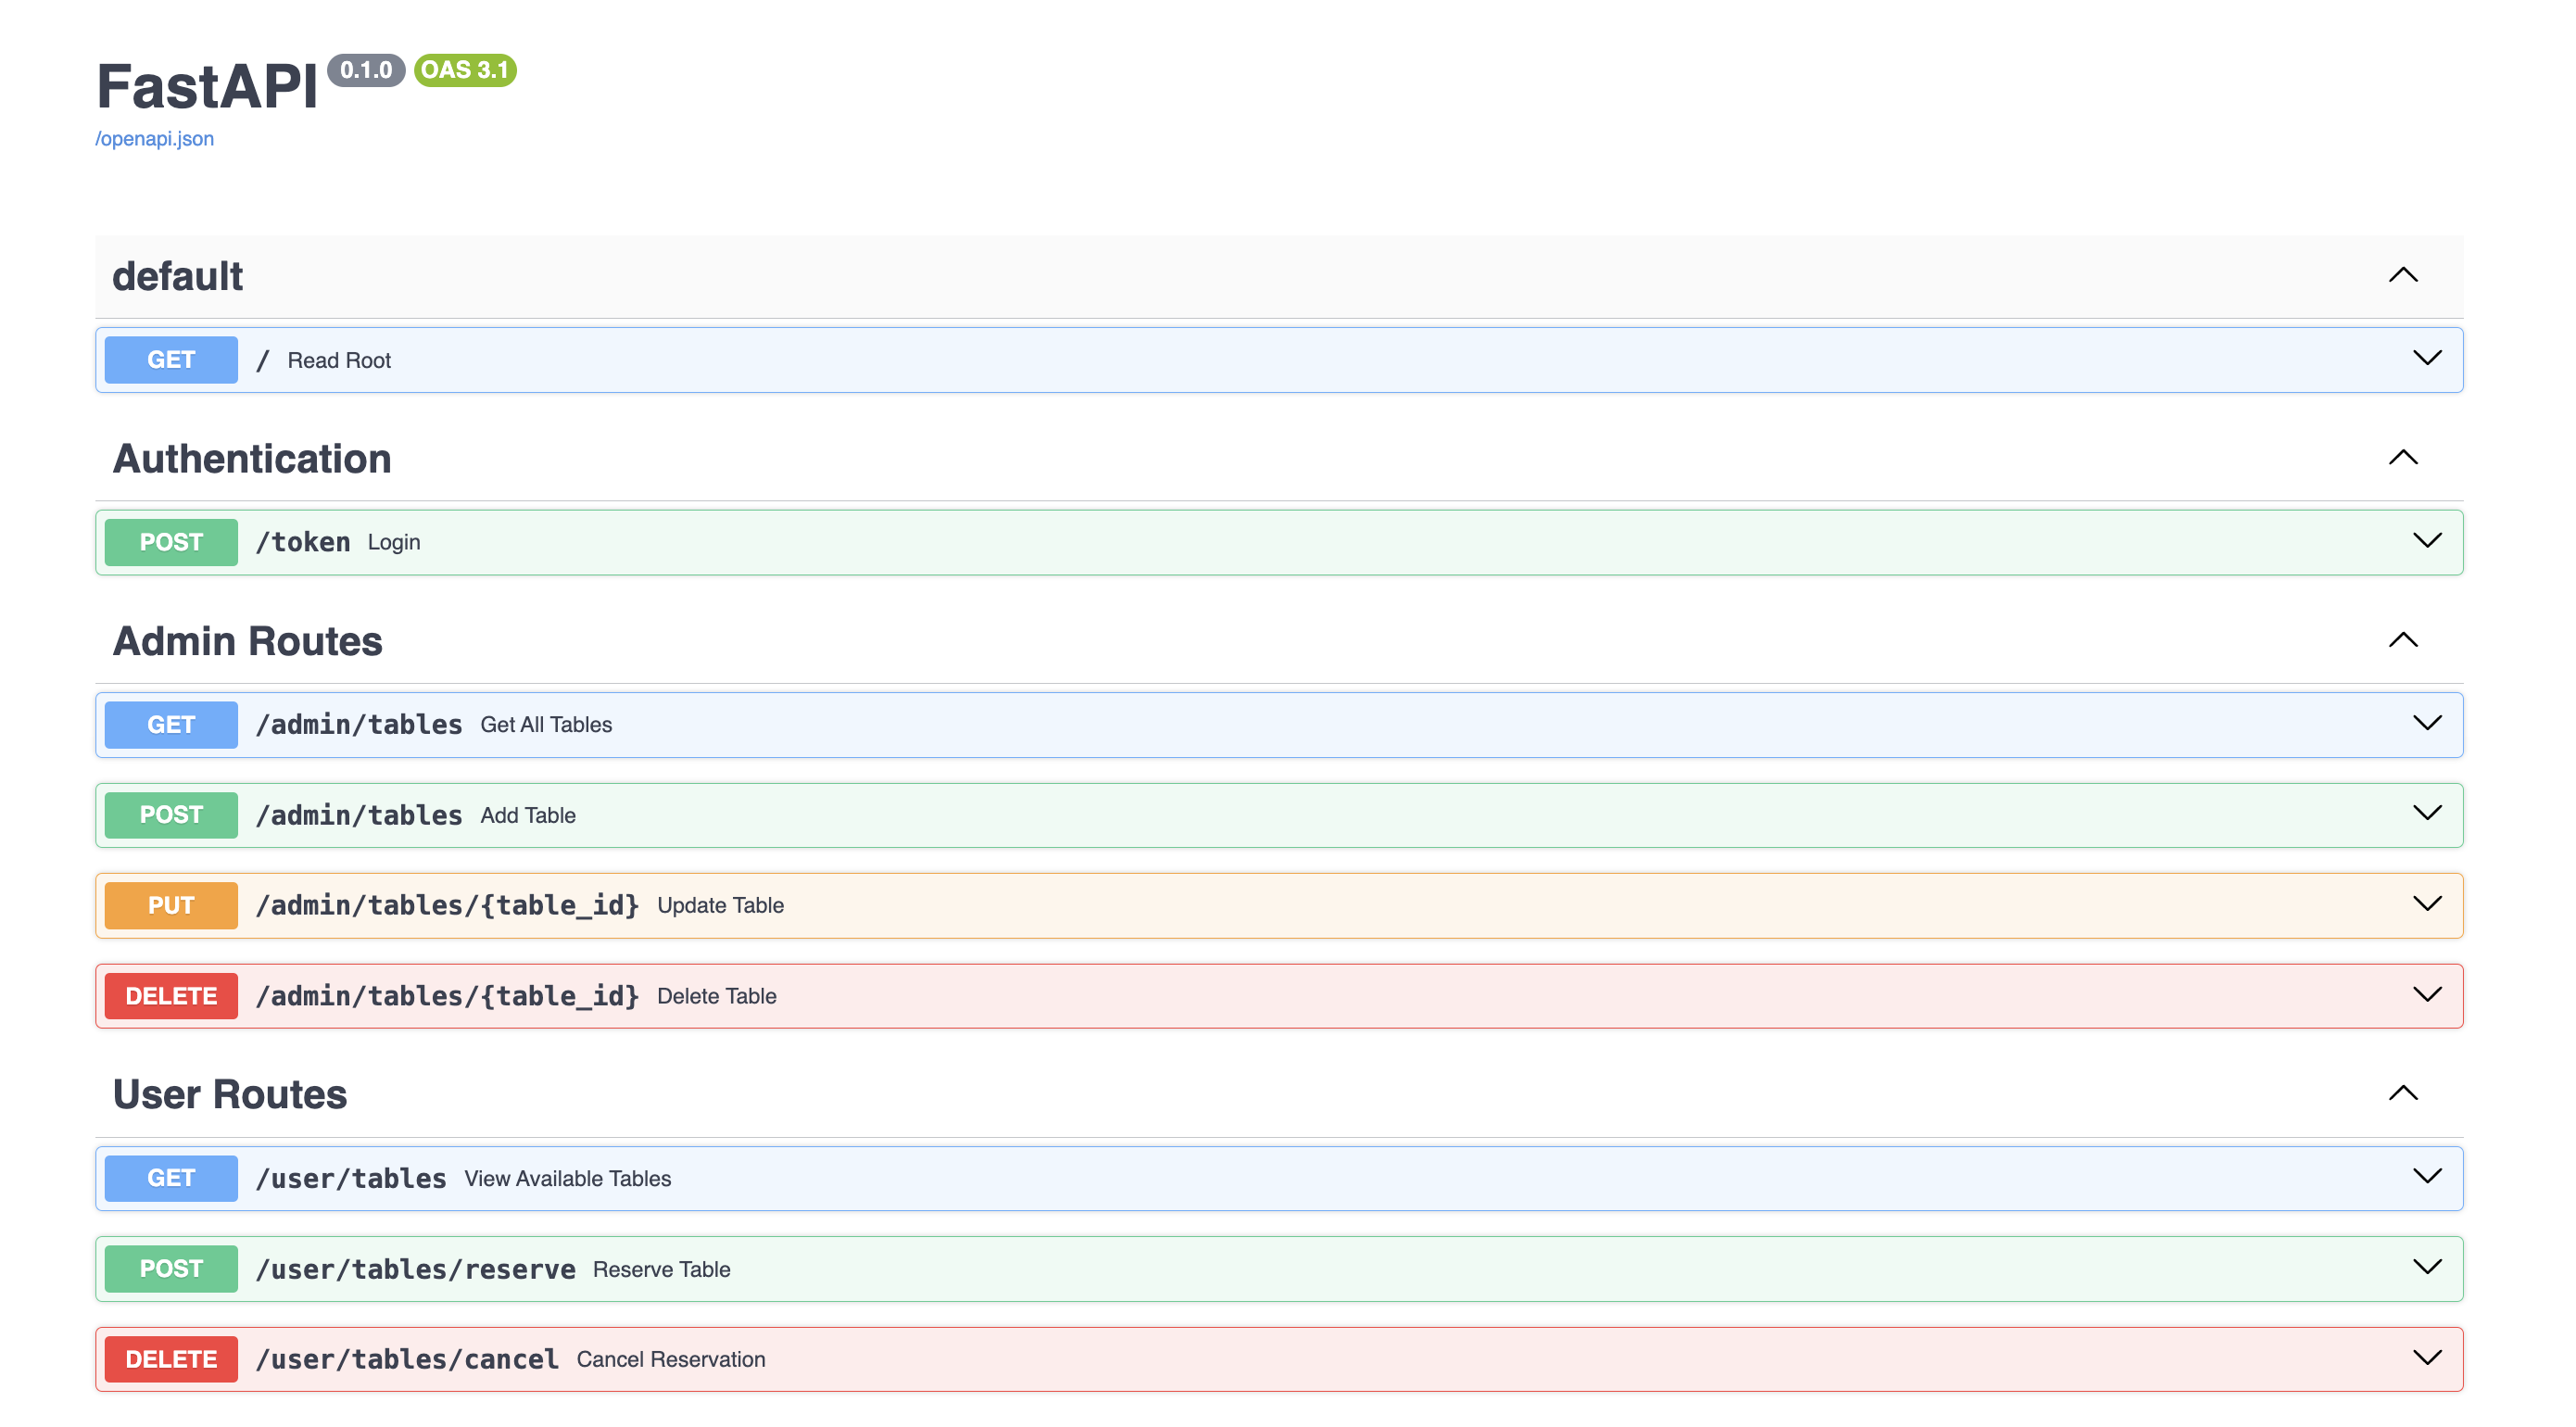 FastAPI 0.1.0 OAS 3.1
/openapi.json
default
GET / Read Root
Authentication
POST /token Login
Admin Routes
GET /admin/tables Get All Tables
POST /admin/tables Add Table
PUT /admin/tables/{table_id} Update Table
DELETE /admin/tables/{table_id} Delete Table
User Routes
GET /user/tables View Available Tables
POST /user/tables/reserve Reserve Table
DELETE /user/tables/cancel Cancel Reservation